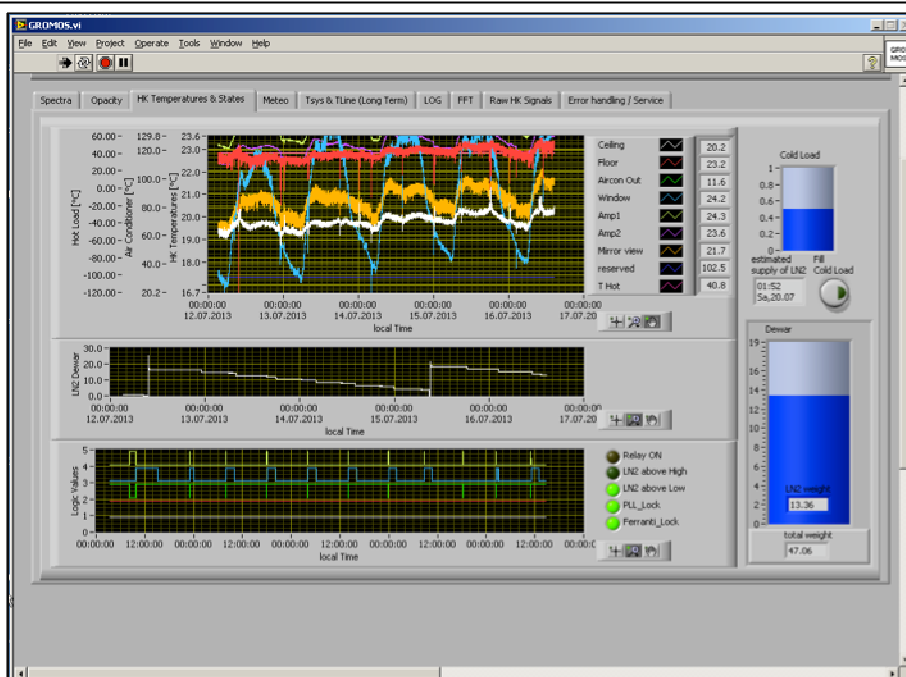 GROMOS.vi
File Edit View Project Operate Tools Window Help
GROMOS
Spectra Opacity HK Temperatures & States Meteo Tsys & TLine (Long Term) LOG FFT Raw HK Signals Error handling / Service
Hot Load [°C]
60.00
40.00
20.00
0.00
-20.00
-40.00
-60.00
-80.00
-100.00
-120.00
Air Conditioner [°C]
129.8
120.0
100.0
80.0
60.0
40.0
20.2
HK Temperatures [°C]
23.6
23.0
22.0
21.0
20.0
19.0
18.0
16.7
00:00:00 00:00:00 00:00:00 00:00:00 00:00:00 00:00:00
12.07.2013 13.07.2013 14.07.2013 15.07.2013 16.07.2013 17.07.20
local Time
Ceiling 20.2
Floor 23.2
Aircon Out 11.6
Window 24.2
Amp1 24.3
Amp2 23.6
Mirror view 21.7
reserved 102.5
T Hot 40.8
Cold Load
1
0.8
0.6
0.4
0.2
0
estimated
supply of LN2
01:52
Sa,20.07
Fill
Cold Load
LN2 Dewar
30.0
20.0
10.0
0.0
00:00:00 00:00:00 00:00:00 00:00:00 00:00:00 00:00:00
12.07.2013 13.07.2013 14.07.2013 15.07.2013 16.07.2013 17.07.20
local Time
Dewar
19
16
14
12
10
8
6
4
2
0
LN2 weight
13.36
total weight
47.06
Logic Values
5
4
3
2
1
0
00:00:00 12:00:00 00:00:00 12:00:00 00:00:00 12:00:00 00:00:00 12:00:00 00:00:00 12:00:00 00:00:0
local Time
Relay ON
LN2 above High
LN2 above Low
PLL_Lock
Ferranti_Lock